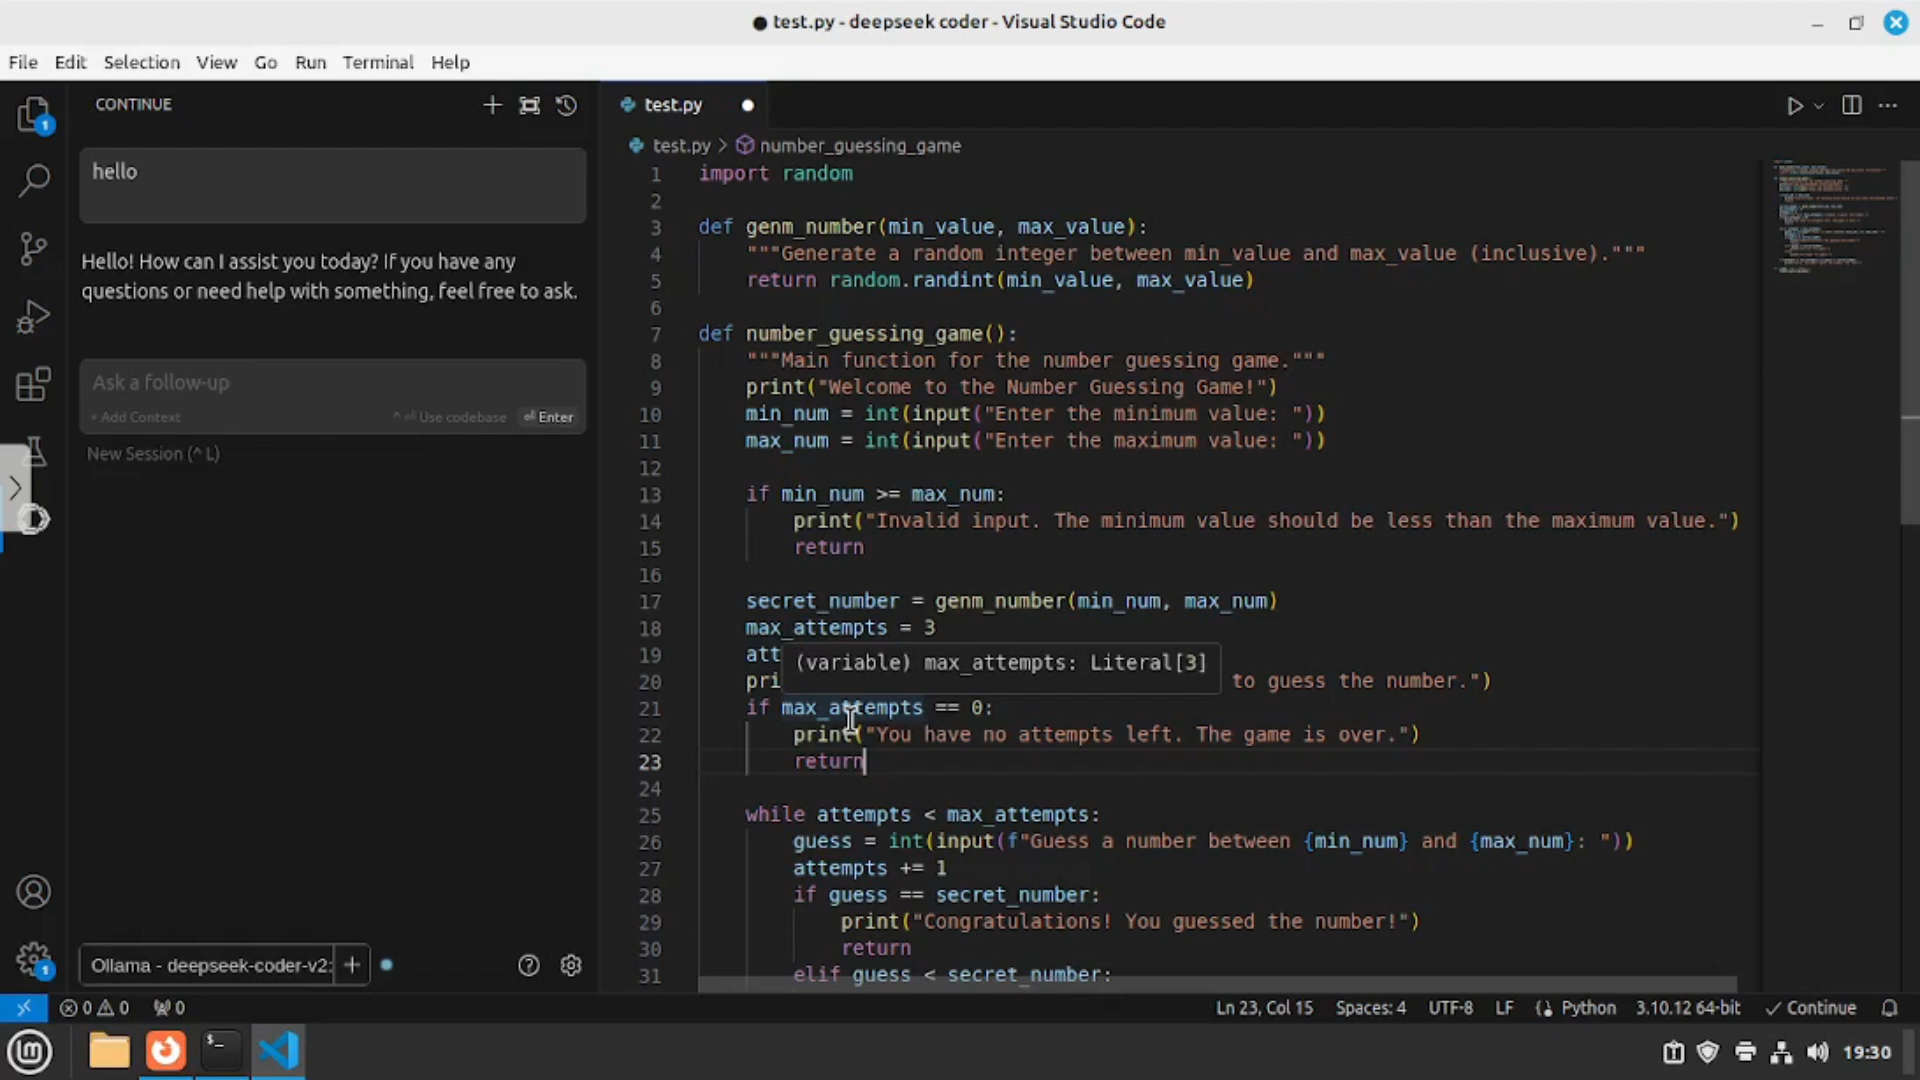 test.py - deepseek coder - Visual Studio Code
File Edit Selection View Go Run Terminal Help
CONTINUE
hello
Hello! How can I assist you today? If you have any
questions or need help with something, feel free to ask.
Ask a follow-up
+ Add Context ^ ⏎ Use codebase ⏎ Enter
New Session (^ L)
Ollama - deepseek-coder-v2: +
test.py
test.py > number_guessing_game
1 import random
2
3 def genm_number(min_value, max_value):
4 """Generate a random integer between min_value and max_value (inclusive)."""
5 return random.randint(min_value, max_value)
6
7 def number_guessing_game():
8 """Main function for the number guessing game."""
9 print("Welcome to the Number Guessing Game!")
10 min_num = int(input("Enter the minimum value: "))
11 max_num = int(input("Enter the maximum value: "))
12
13 if min_num >= max_num:
14 print("Invalid input. The minimum value should be less than the maximum value.")
15 return
16
17 secret_number = genm_number(min_num, max_num)
18 max_attempts = 3
19 att
(variable) max_attempts: Literal[3]
20 pri to guess the number.")
21 if max_attempts == 0:
22 print("You have no attempts left. The game is over.")
23 return
24
25 while attempts < max_attempts:
26 guess = int(input(f"Guess a number between {min_num} and {max_num}: "))
27 attempts += 1
28 if guess == secret_number:
29 print("Congratulations! You guessed the number!")
30 return
31 elif guess < secret_number:
1
1
0 0 0
Ln 23, Col 15 Spaces: 4 UTF-8 LF Python 3.10.12 64-bit Continue
19:30